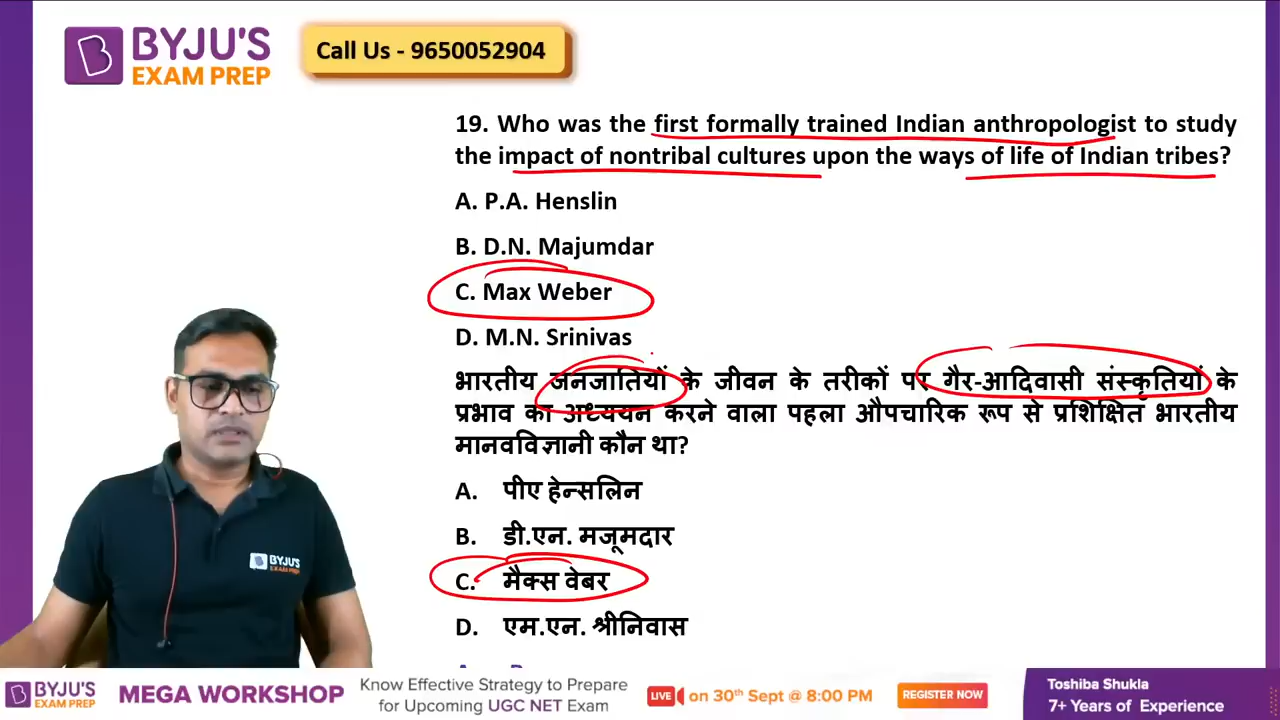 BYJU'S
EXAM PREP
Call Us - 9650052904
19. Who was the first formally trained Indian anthropologist to study
the impact of nontribal cultures upon the ways of life of Indian tribes?
A. P.A. Henslin
B. D.N. Majumdar
C. Max Weber
D. M.N. Srinivas
भारतीय जनजातियों के जीवन के तरीकों पर गैर-आदिवासी संस्कृतियों के
प्रभाव का अध्ययन करने वाला पहला औपचारिक रूप से प्रशिक्षित भारतीय
मानवविज्ञानी कौन था?
A. पीए हेन्सलिन
B. डी.एन. मजूमदार
C. मैक्स वेबर
D. एम.एन. श्रीनिवास
BYJU'S
BYJU'S
EXAM PREP
MEGA WORKSHOP
Know Effective Strategy to Prepare
for Upcoming UGC NET Exam
LIVE
on 30th Sept @ 8:00 PM
REGISTER NOW
Toshiba Shukla
7+ Years of Experience